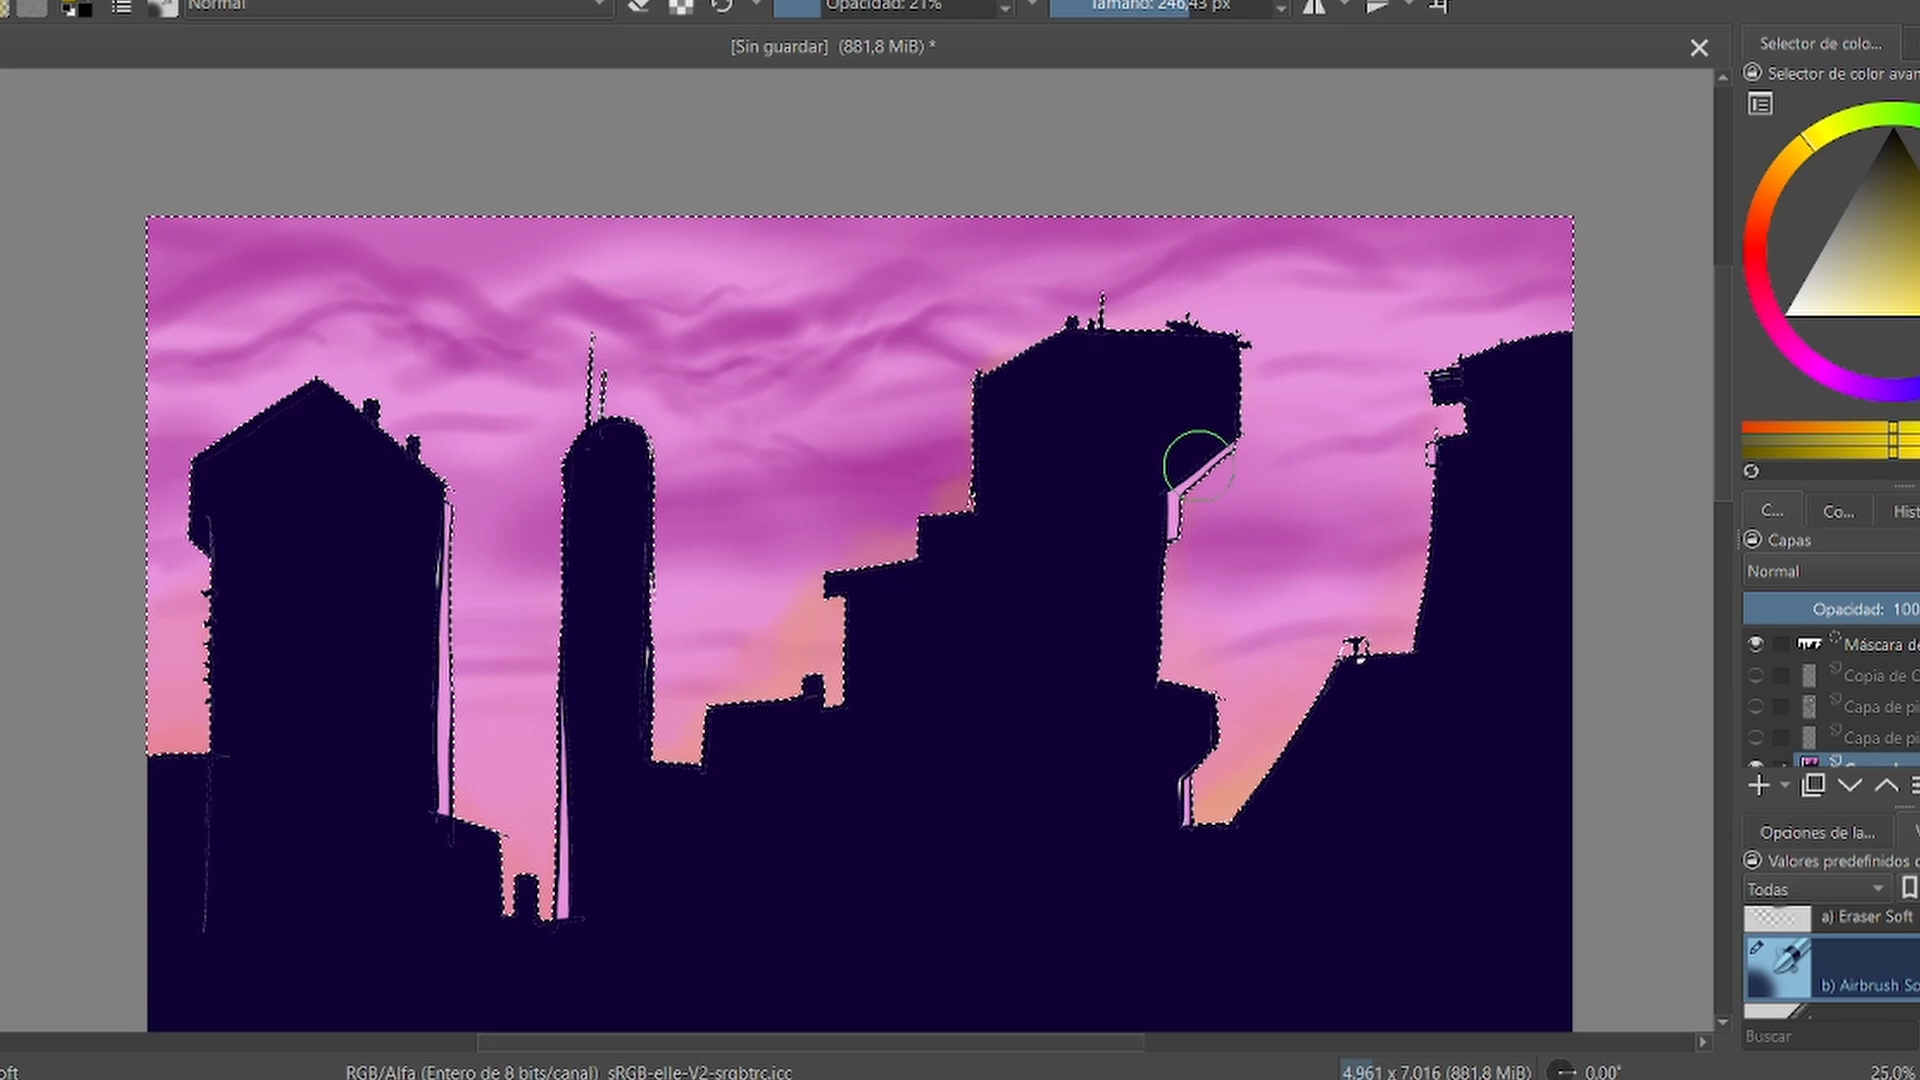 Normal
Opacidad: 21%
Tamaño: 246,43 px
[Sin guardar] (881,8 MiB) *
Selector de colo...
Selector de color avan
C...
Co...
Hist
Capas
Normal
Opacidad: 100
Máscara de
Copia de C
Capa de pi
Capa de pi
Opciones de la...
Valores predefinidos
Todas
a) Eraser Soft
b) Airbrush So
Buscar
oft
RGB/Alfa (Entero de 8 bits/canal) sRGB-elle-V2-srgbtrc.icc
4.961 x 7.016 (881,8 MiB)
0,00°
25,0%